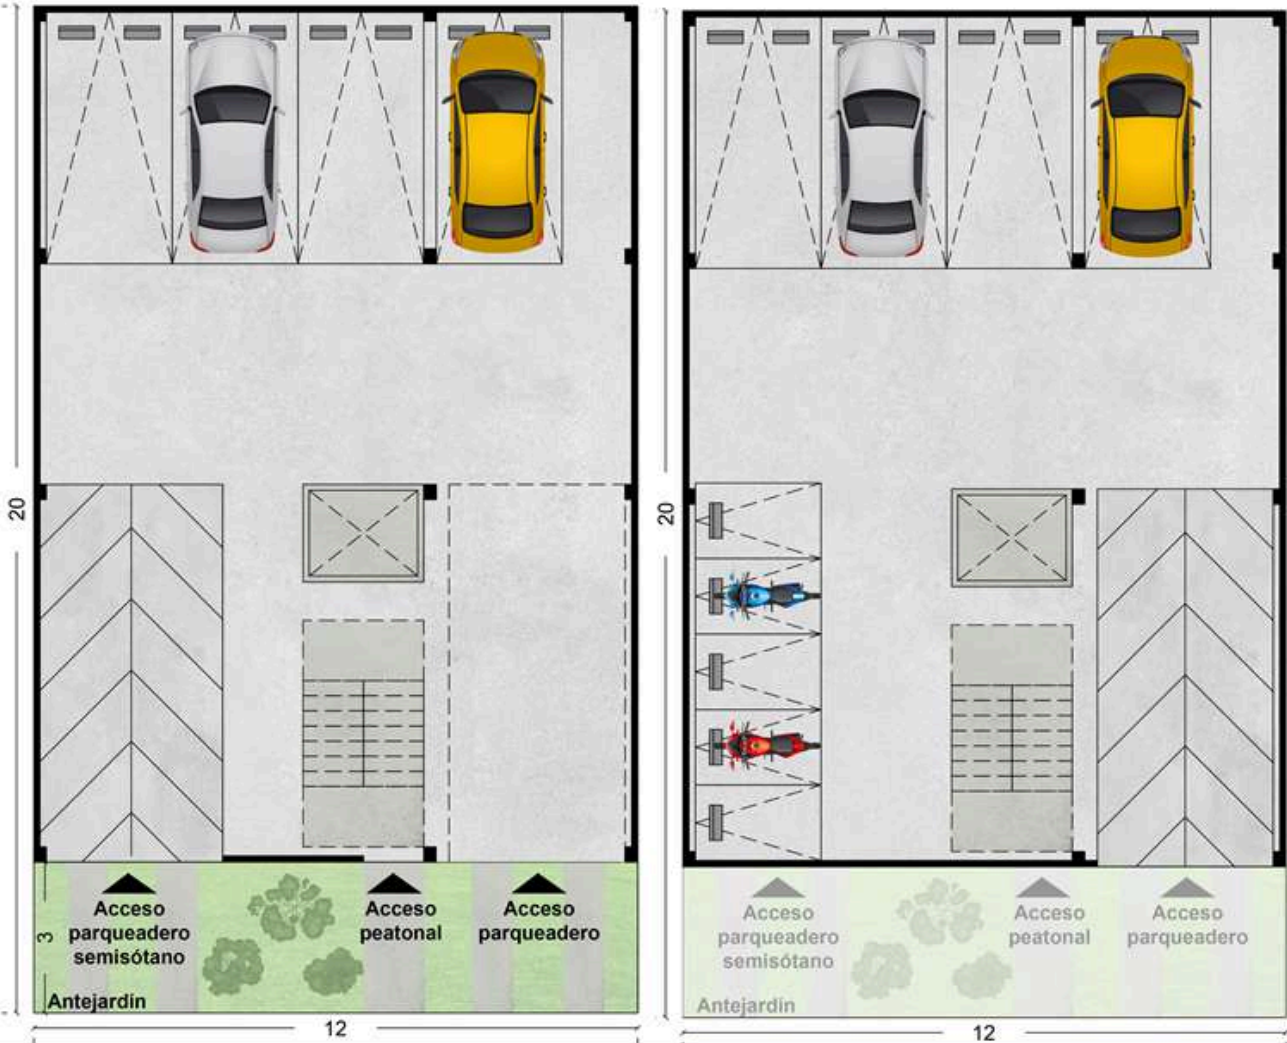 20
3
Acceso
parqueadero
semisótano
Acceso
peatonal
Acceso
parqueadero
Antejardín
12
20
Acceso
parqueadero
semisótano
Acceso
peatonal
Acceso
parqueadero
Antejardín
12